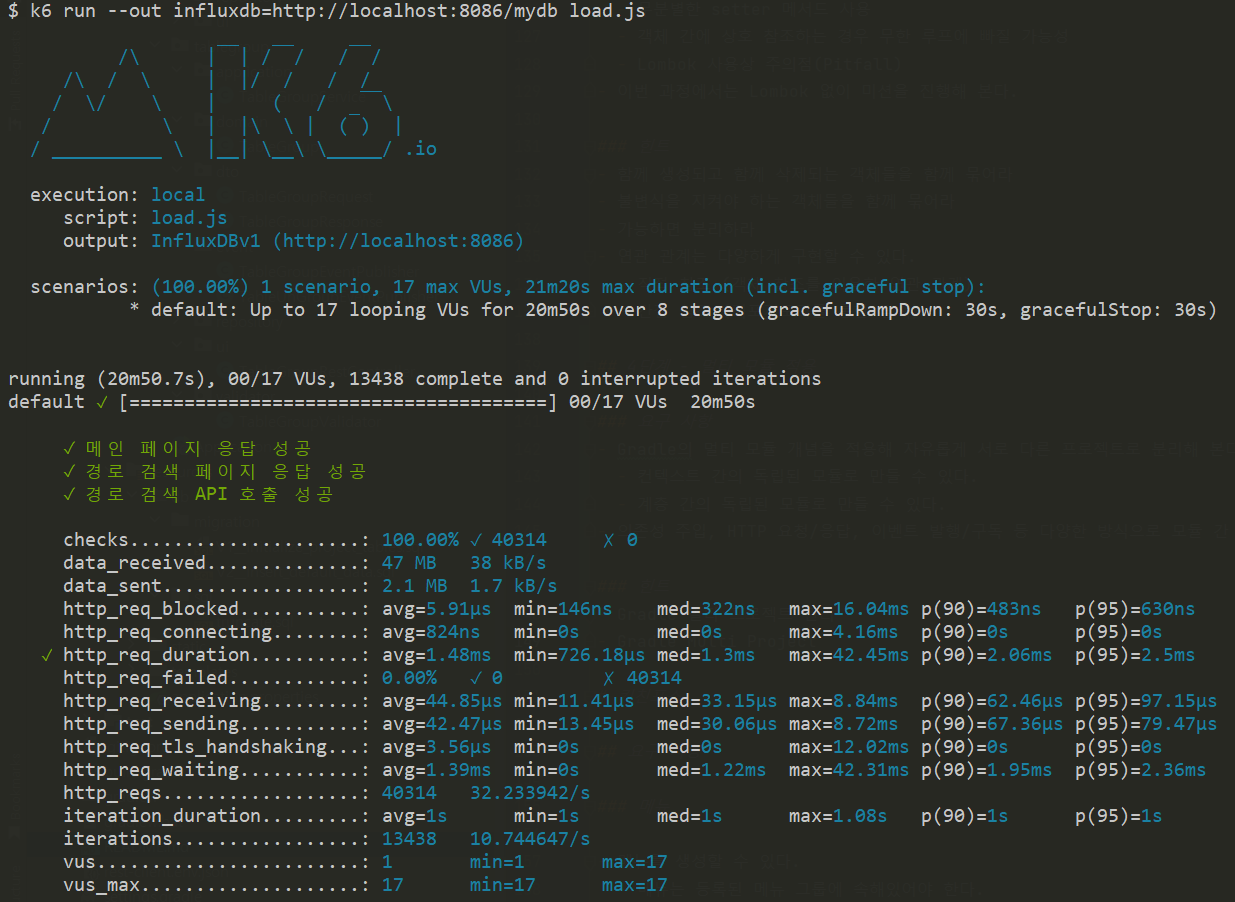 $ k6 run --out influxdb=http://localhost:8086/mydb load.js
.io
execution: local
script: load.js
output: InfluxDBv1 (http://localhost:8086)
scenarios: (100.00%) 1 scenario, 17 max VUs, 21m20s max duration (incl. graceful stop):
* default: Up to 17 looping VUs for 20m50s over 8 stages (gracefulRampDown: 30s, gracefulStop: 30s)
running (20m50.7s), 00/17 VUs, 13438 complete and 0 interrupted iterations
default ✓ [======================================] 00/17 VUs  20m50s
✓ 메인 페이지 응답 성공
✓ 경로 검색 페이지 응답 성공
✓ 경로 검색 API 호출 성공
checks.....................: 100.00% ✓ 40314     ✗ 0
data_received..............: 47 MB   38 kB/s
data_sent..................: 2.1 MB  1.7 kB/s
http_req_blocked...........: avg=5.91µs  min=146ns    med=322ns   max=16.04ms p(90)=483ns   p(95)=630ns
http_req_connecting........: avg=824ns   min=0s       med=0s      max=4.16ms  p(90)=0s      p(95)=0s
✓ http_req_duration..........: avg=1.48ms  min=726.18µs med=1.3ms   max=42.45ms p(90)=2.06ms  p(95)=2.5ms
http_req_failed............: 0.00%   ✓ 0         ✗ 40314
http_req_receiving.........: avg=44.85µs min=11.41µs  med=33.15µs max=8.84ms  p(90)=62.46µs p(95)=97.15µs
http_req_sending...........: avg=42.47µs min=13.45µs  med=30.06µs max=8.72ms  p(90)=67.36µs p(95)=79.47µs
http_req_tls_handshaking...: avg=3.56µs  min=0s       med=0s      max=12.02ms p(90)=0s      p(95)=0s
http_req_waiting...........: avg=1.39ms  min=0s       med=1.22ms  max=42.31ms p(90)=1.95ms  p(95)=2.36ms
http_reqs..................: 40314   32.233942/s
iteration_duration.........: avg=1s      min=1s       med=1s      max=1.08s   p(90)=1s      p(95)=1s
iterations.................: 13438   10.744647/s
vus........................: 1       min=1       max=17
vus_max....................: 17      min=17      max=17